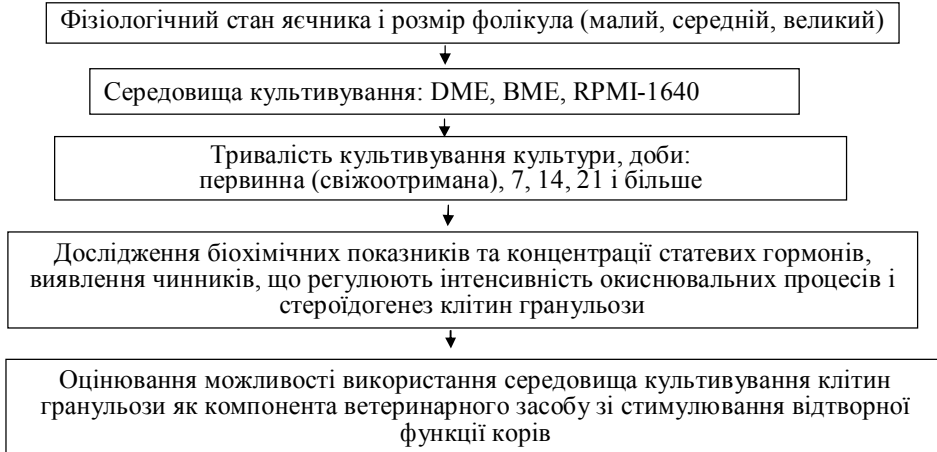 Фізіологічний стан яєчника і розмір фолікула (малий, середній, великий)
Середовища культивування: DME, BME, RPMI-1640
Тривалість культивування культури, доби:
первинна (свіжоотримана), 7, 14, 21 і більше
Дослідження біохімічних показників та концентрації статевих гормонів,
виявлення чинників, що регулюють інтенсивність окиснювальних процесів і
стероїдогенез клітин гранульози
Оцінювання можливості використання середовища культивування клітин
гранульози як компонента ветеринарного засобу зі стимулювання відтворної
функції корів